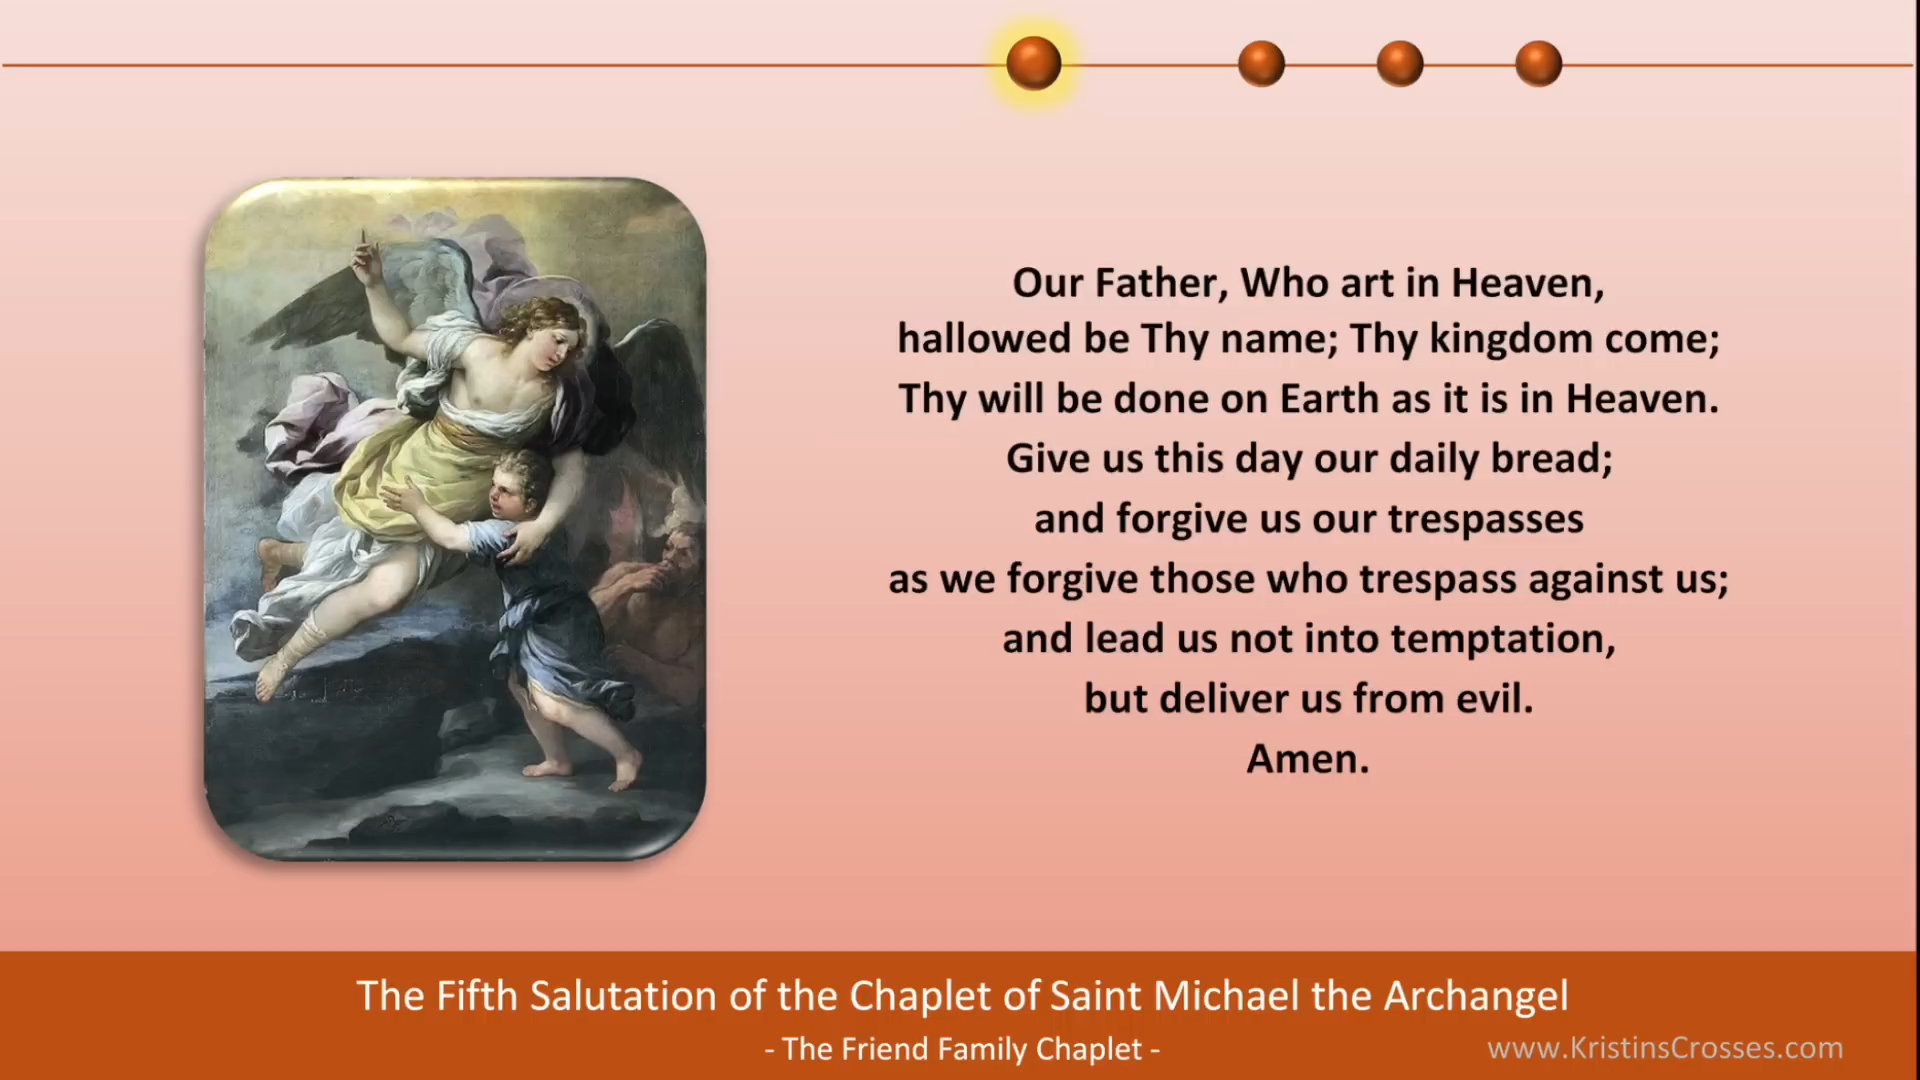 Our Father, Who art in Heaven,
hallowed be Thy name; Thy kingdom come;
Thy will be done on Earth as it is in Heaven.
Give us this day our daily bread;
and forgive us our trespasses
as we forgive those who trespass against us;
and lead us not into temptation,
but deliver us from evil.
Amen.
The Fifth Salutation of the Chaplet of Saint Michael the Archangel
- The Friend Family Chaplet -
www.KristinsCrosses.com